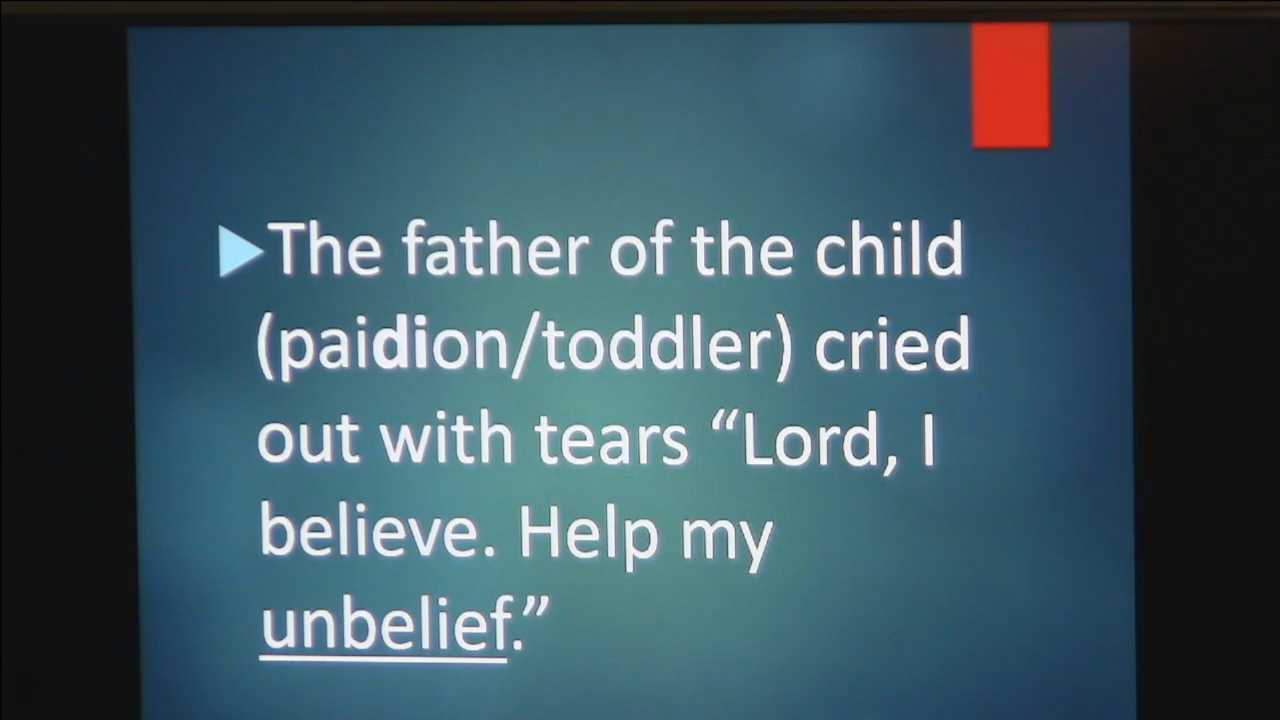 The father of the child
(paidion/toddler) cried
out with tears “Lord, I
believe. Help my
unbelief.”